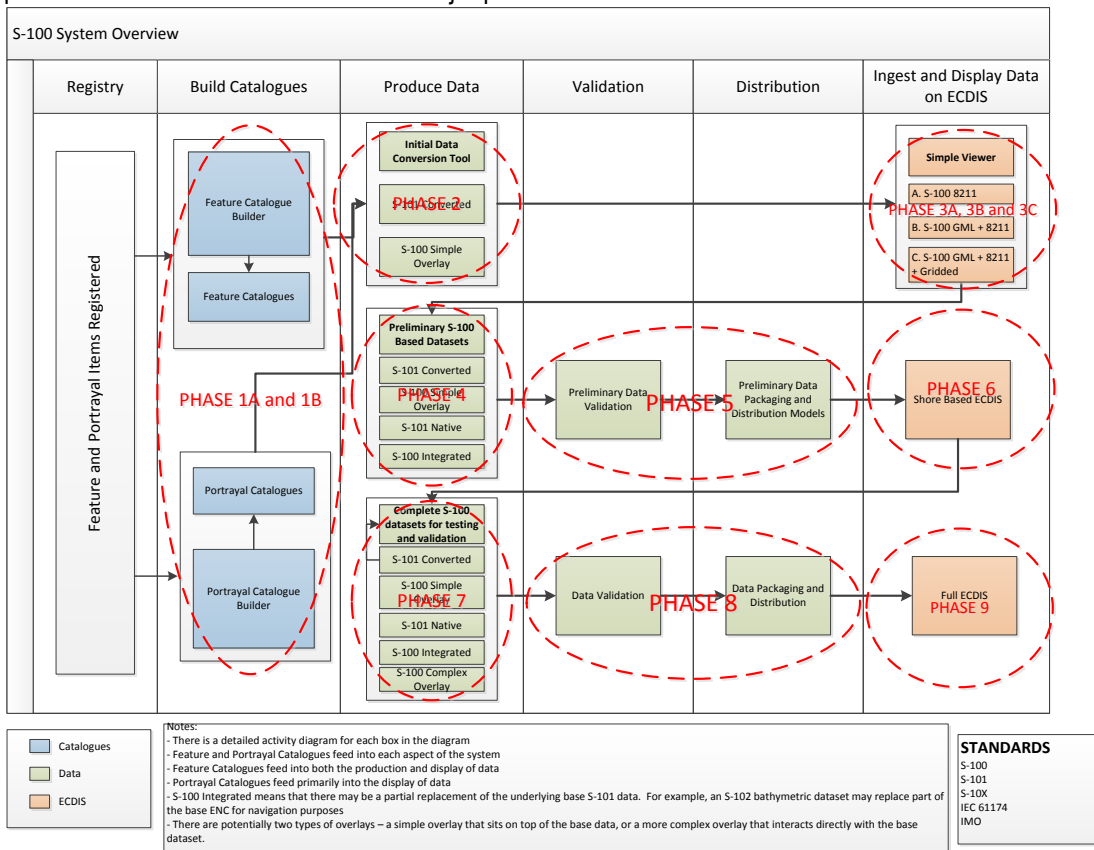 S-100 System Overview
Registry
Build Catalogues
Produce Data
Validation
Distribution
Ingest and Display Data
on ECDIS
Feature and Portrayal Items Registered
Feature Catalogue
Builder
Feature Catalogues
PHASE 1A and 1B
Portrayal Catalogues
Portrayal Catalogue
Builder
Initial Data
Conversion Tool
S-101 Converted
PHASE 2
S-100 Simple
Overlay
Simple Viewer
A. S-100 8211
PHASE 3A, 3B and 3C
B. S-100 GML + 8211
C. S-100 GML + 8211
+ Gridded
Preliminary S-100
Based Datasets
S-101 Converted
S-100 Simple
Overlay
PHASE 4
S-101 Native
S-100 Integrated
Preliminary Data
Validation
PHASE 5
Preliminary Data
Packaging and
Distribution Models
PHASE 6
Shore Based ECDIS
Complete S-100
datasets for testing
and validation
S-101 Converted
S-100 Simple
Overlay
PHASE 7
S-101 Native
S-100 Integrated
S-100 Complex
Overlay
Data Validation
PHASE 8
Data Packaging and
Distribution
Full ECDIS
PHASE 9
Catalogues
Data
ECDIS
Notes:
- There is a detailed activity diagram for each box in the diagram
- Feature and Portrayal Catalogues feed into each aspect of the system
- Feature Catalogues feed into both the production and display of data
- Portrayal Catalogues feed primarily into the display of data
- S-100 Integrated means that there may be a partial replacement of the underlying base S-101 data. For example, an S-102 bathymetric dataset may replace part of
the base ENC for navigation purposes
- There are potentially two types of overlays – a simple overlay that sits on top of the base data, or a more complex overlay that interacts directly with the base
dataset.
STANDARDS
S-100
S-101
S-10X
IEC 61174
IMO